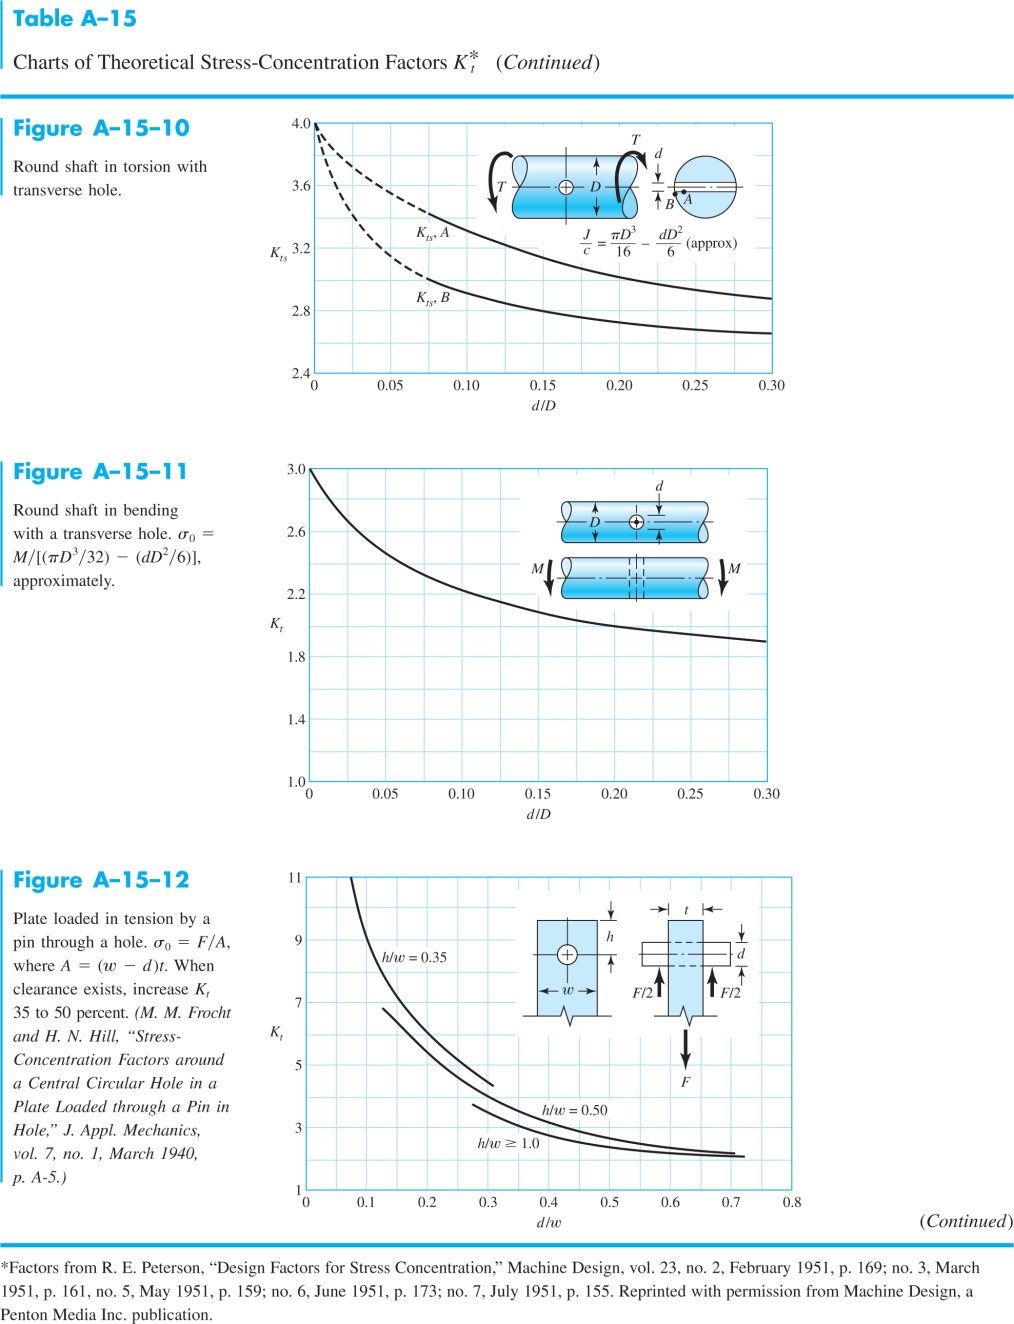 Table A–15
Charts of Theoretical Stress-Concentration Factors K*t (Continued)
Figure A–15–10
Round shaft in torsion with
transverse hole.
4.0
3.6
3.2
2.8
2.4
Kts
Kts, A
Kts, B
T
T
D
d
B
A
J/c = πD³/16 − dD²/6 (approx)
0 0.05 0.10 0.15 0.20 0.25 0.30
d/D
Figure A–15–11
Round shaft in bending
with a transverse hole. σ0 =
M/[(πD³/32) − (dD²/6)],
approximately.
3.0
2.6
2.2
1.8
1.4
1.0
Kt
d
D
M
M
0 0.05 0.10 0.15 0.20 0.25 0.30
d/D
Figure A–15–12
Plate loaded in tension by a
pin through a hole. σ0 = F/A,
where A = (w − d)t. When
clearance exists, increase Kt
35 to 50 percent. (M. M. Frocht
and H. N. Hill, “Stress-
Concentration Factors around
a Central Circular Hole in a
Plate Loaded through a Pin in
Hole,” J. Appl. Mechanics,
vol. 7, no. 1, March 1940,
p. A-5.)
11
9
7
5
3
1
Kt
h/w = 0.35
h/w = 0.50
h/w ≥ 1.0
h
w
t
d
F/2
F/2
F
0 0.1 0.2 0.3 0.4 0.5 0.6 0.7 0.8
d/w
(Continued)
*Factors from R. E. Peterson, “Design Factors for Stress Concentration,” Machine Design, vol. 23, no. 2, February 1951, p. 169; no. 3, March
1951, p. 161, no. 5, May 1951, p. 159; no. 6, June 1951, p. 173; no. 7, July 1951, p. 155. Reprinted with permission from Machine Design, a
Penton Media Inc. publication.